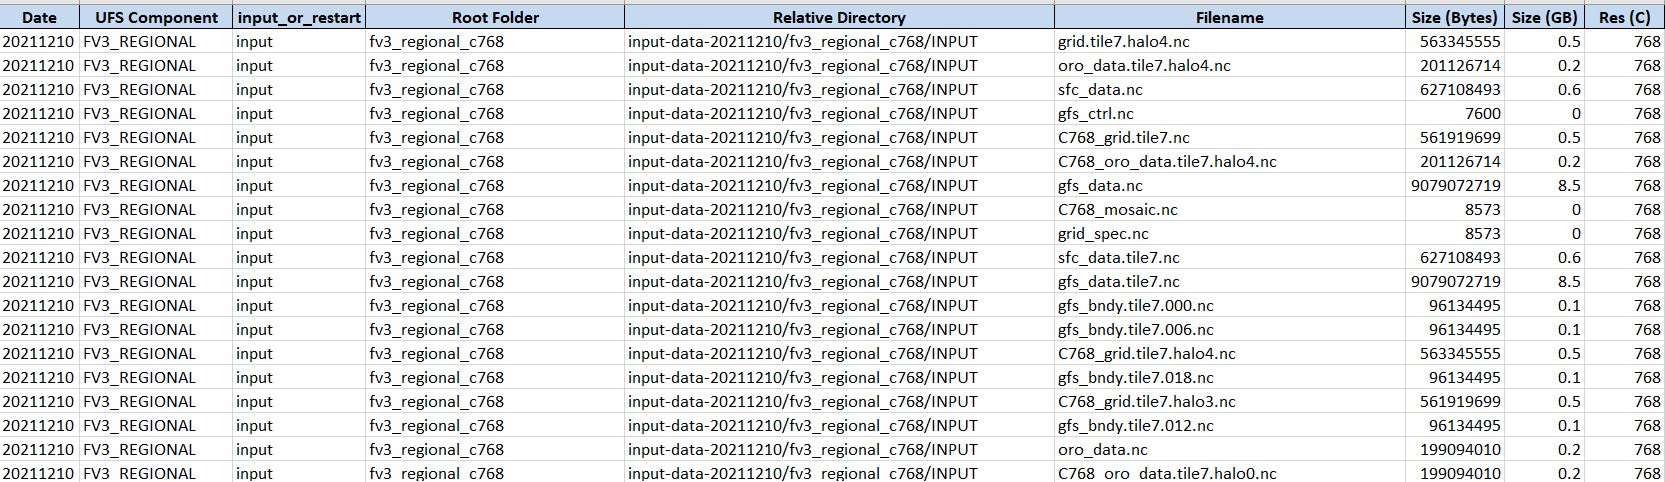 Date UFS Component input_or_restart Root Folder Relative Directory Filename Size (Bytes) Size (GB) Res (C)
20211210 FV3_REGIONAL input fv3_regional_c768 input-data-20211210/fv3_regional_c768/INPUT grid.tile7.halo4.nc 563345555 0.5 768
20211210 FV3_REGIONAL input fv3_regional_c768 input-data-20211210/fv3_regional_c768/INPUT oro_data.tile7.halo4.nc 201126714 0.2 768
20211210 FV3_REGIONAL input fv3_regional_c768 input-data-20211210/fv3_regional_c768/INPUT sfc_data.nc 627108493 0.6 768
20211210 FV3_REGIONAL input fv3_regional_c768 input-data-20211210/fv3_regional_c768/INPUT gfs_ctrl.nc 7600 0 768
20211210 FV3_REGIONAL input fv3_regional_c768 input-data-20211210/fv3_regional_c768/INPUT C768_grid.tile7.nc 561919699 0.5 768
20211210 FV3_REGIONAL input fv3_regional_c768 input-data-20211210/fv3_regional_c768/INPUT C768_oro_data.tile7.halo4.nc 201126714 0.2 768
20211210 FV3_REGIONAL input fv3_regional_c768 input-data-20211210/fv3_regional_c768/INPUT gfs_data.nc 9079072719 8.5 768
20211210 FV3_REGIONAL input fv3_regional_c768 input-data-20211210/fv3_regional_c768/INPUT C768_mosaic.nc 8573 0 768
20211210 FV3_REGIONAL input fv3_regional_c768 input-data-20211210/fv3_regional_c768/INPUT grid_spec.nc 8573 0 768
20211210 FV3_REGIONAL input fv3_regional_c768 input-data-20211210/fv3_regional_c768/INPUT sfc_data.tile7.nc 627108493 0.6 768
20211210 FV3_REGIONAL input fv3_regional_c768 input-data-20211210/fv3_regional_c768/INPUT gfs_data.tile7.nc 9079072719 8.5 768
20211210 FV3_REGIONAL input fv3_regional_c768 input-data-20211210/fv3_regional_c768/INPUT gfs_bndy.tile7.000.nc 96134495 0.1 768
20211210 FV3_REGIONAL input fv3_regional_c768 input-data-20211210/fv3_regional_c768/INPUT gfs_bndy.tile7.006.nc 96134495 0.1 768
20211210 FV3_REGIONAL input fv3_regional_c768 input-data-20211210/fv3_regional_c768/INPUT C768_grid.tile7.halo4.nc 563345555 0.5 768
20211210 FV3_REGIONAL input fv3_regional_c768 input-data-20211210/fv3_regional_c768/INPUT gfs_bndy.tile7.018.nc 96134495 0.1 768
20211210 FV3_REGIONAL input fv3_regional_c768 input-data-20211210/fv3_regional_c768/INPUT C768_grid.tile7.halo3.nc 561919699 0.5 768
20211210 FV3_REGIONAL input fv3_regional_c768 input-data-20211210/fv3_regional_c768/INPUT gfs_bndy.tile7.012.nc 96134495 0.1 768
20211210 FV3_REGIONAL input fv3_regional_c768 input-data-20211210/fv3_regional_c768/INPUT oro_data.nc 199094010 0.2 768
20211210 FV3_REGIONAL input fv3_regional_c768 input-data-20211210/fv3_regional_c768/INPUT C768_oro_data.tile7.halo0.nc 199094010 0.2 768